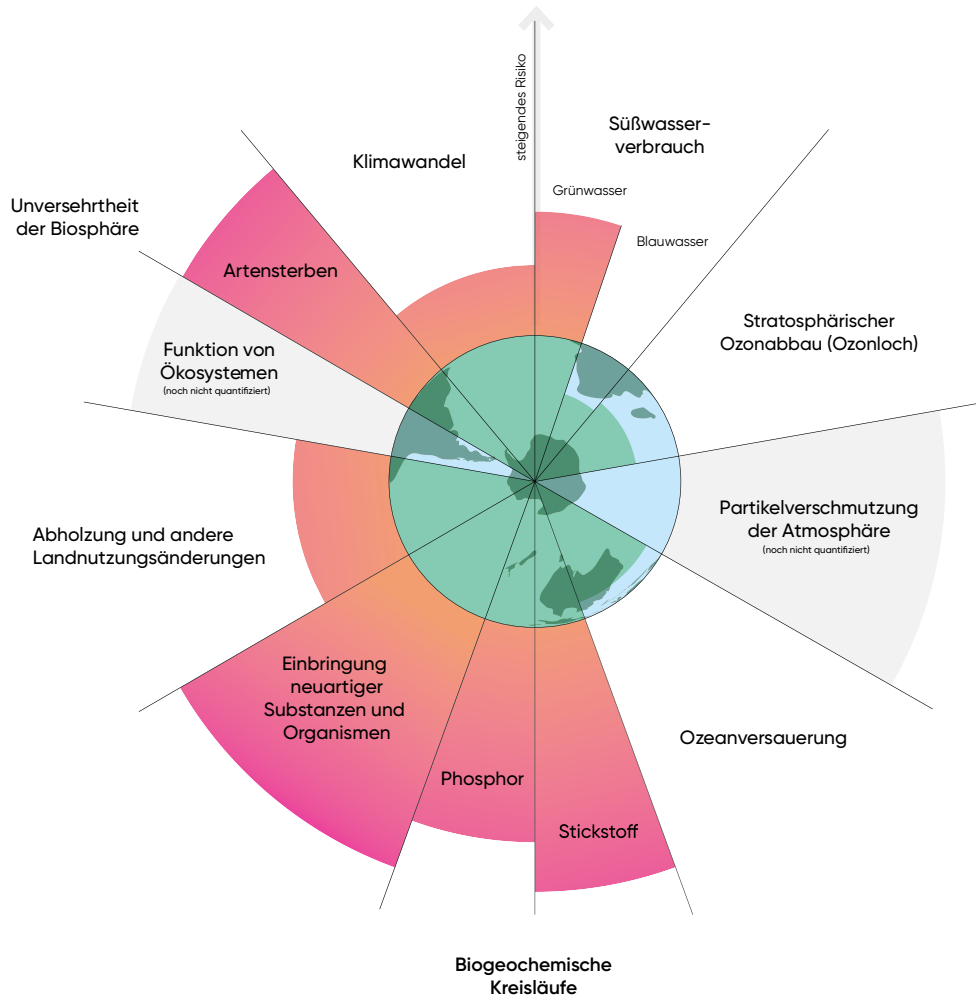 steigendes Risiko
Süßwasser-
verbrauch
Grünwasser
Blauwasser
Klimawandel
Unversehrtheit
der Biosphäre
Artensterben
Funktion von
Ökosystemen
(noch nicht quantifiziert)
Stratosphärischer
Ozonabbau (Ozonloch)
Partikelverschmutzung
der Atmosphäre
(noch nicht quantifiziert)
Abholzung und andere
Landnutzungsänderungen
Einbringung
neuartiger
Substanzen und
Organismen
Phosphor
Stickstoff
Ozeanversauerung
Biogeochemische
Kreisläufe